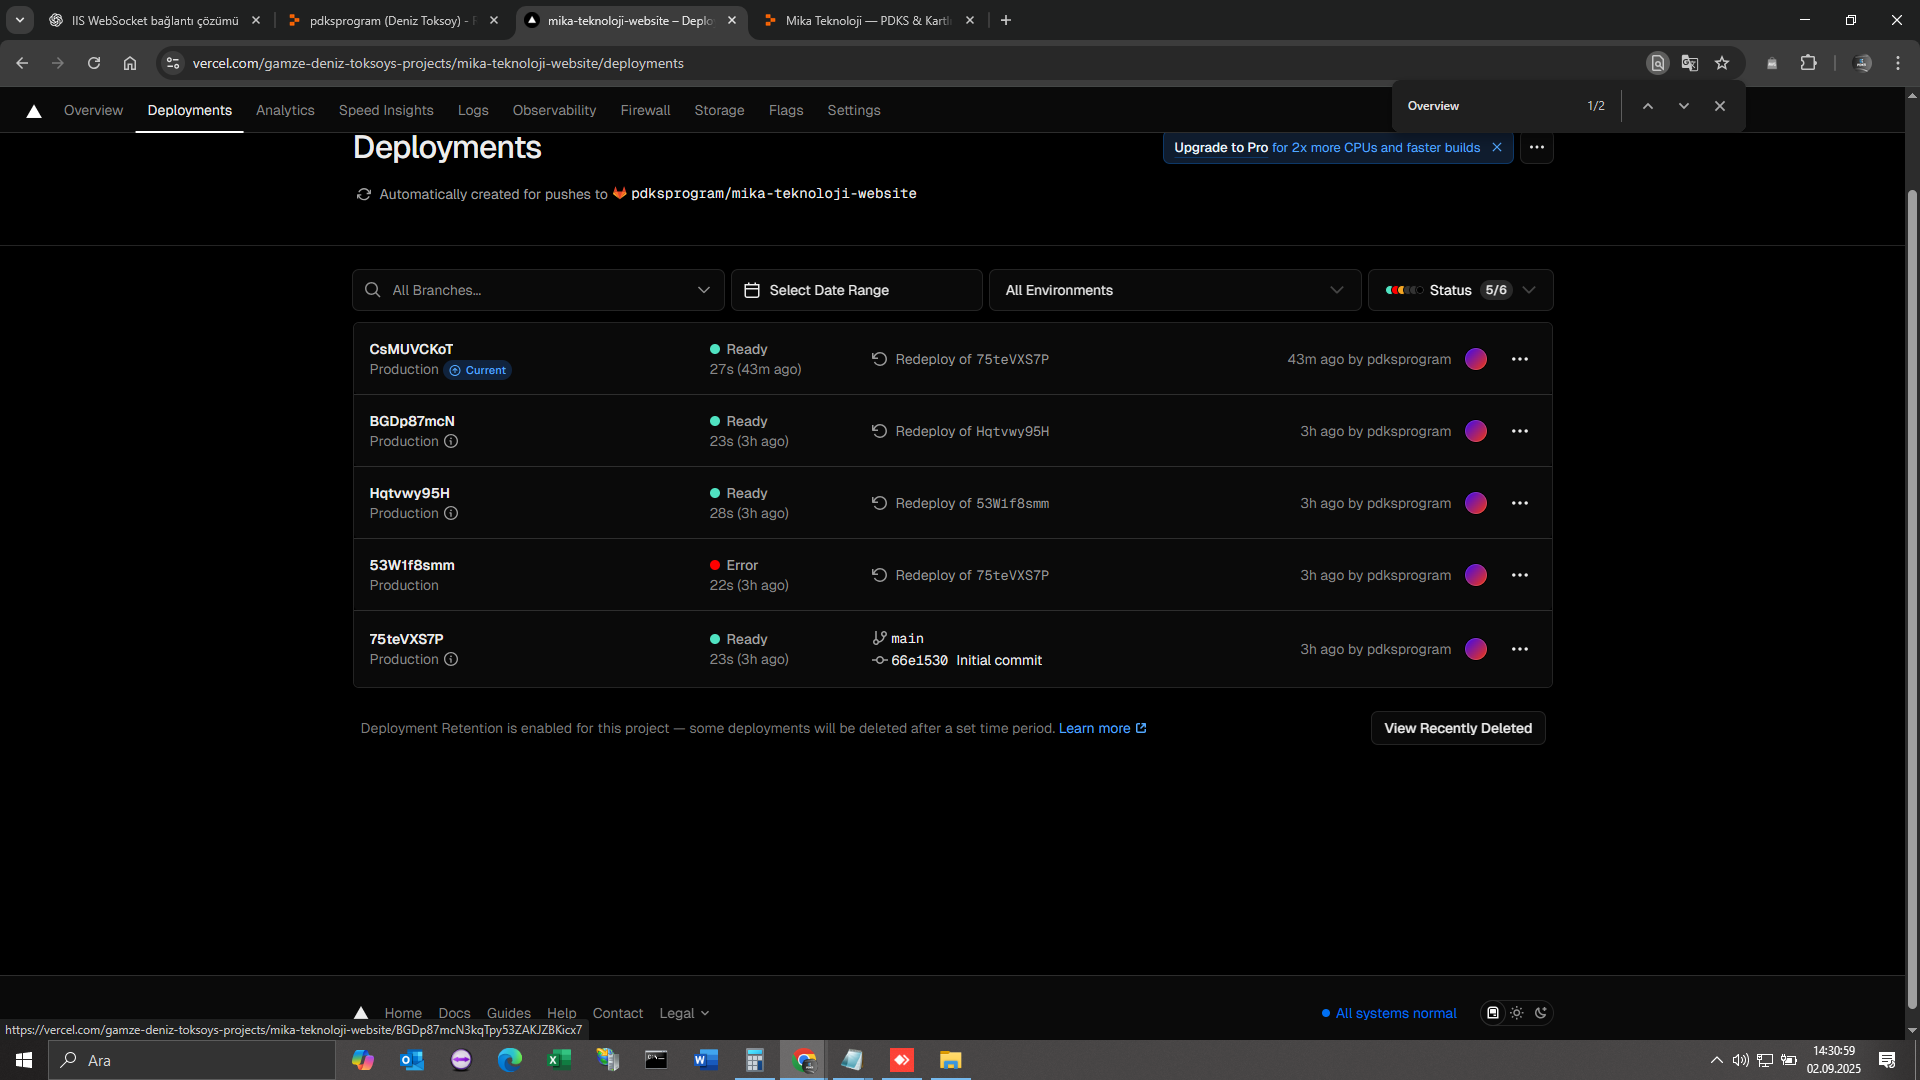 IIS WebSocket bağlantı çözümü
pdksprogram (Deniz Toksoy) -
mika-teknoloji-website – Deplo
Mika Teknoloji — PDKS & Kartl
vercel.com/gamze-deniz-toksoys-projects/mika-teknoloji-website/deployments
Overview
Deployments
Analytics
Speed Insights
Logs
Observability
Firewall
Storage
Flags
Settings
Overview 1/2
Deployments
Upgrade to Pro for 2x more CPUs and faster builds
Automatically created for pushes to pdksprogram/mika-teknoloji-website
All Branches...
Select Date Range
All Environments
Status 5/6
CsMUVCKoT
Production Current
Ready
27s (43m ago)
Redeploy of 75teVXS7P
43m ago by pdksprogram
BGDp87mcN
Production
Ready
23s (3h ago)
Redeploy of Hqtvwy95H
3h ago by pdksprogram
Hqtvwy95H
Production
Ready
28s (3h ago)
Redeploy of 53W1f8smm
3h ago by pdksprogram
53W1f8smm
Production
Error
22s (3h ago)
Redeploy of 75teVXS7P
3h ago by pdksprogram
75teVXS7P
Production
Ready
23s (3h ago)
main
66e1530 Initial commit
3h ago by pdksprogram
Deployment Retention is enabled for this project — some deployments will be deleted after a set time period. Learn more
View Recently Deleted
Home
Docs
Guides
Help
Contact
Legal
All systems normal
https://vercel.com/gamze-deniz-toksoys-projects/mika-teknoloji-website/BGDp87mcN3kqTpy53ZAKJZBKicx7
Ara
14:30:59
02.09.2025